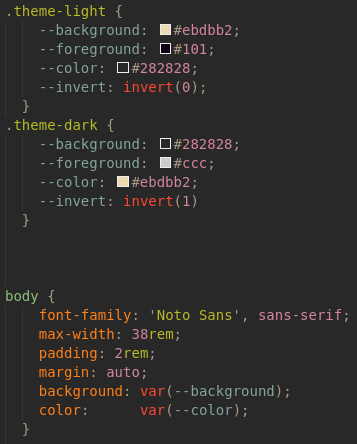 .theme-light {
    --background: #ebdbb2;
    --foreground: #101;
    --color: #282828;
    --invert: invert(0);
  }
.theme-dark {
    --background: #282828;
    --foreground: #ccc;
    --color: #ebdbb2;
    --invert: invert(1)
  }
body {
    font-family: 'Noto Sans', sans-serif;
    max-width: 38rem;
    padding: 2rem;
    margin: auto;
    background: var(--background);
    color:      var(--color);
  }